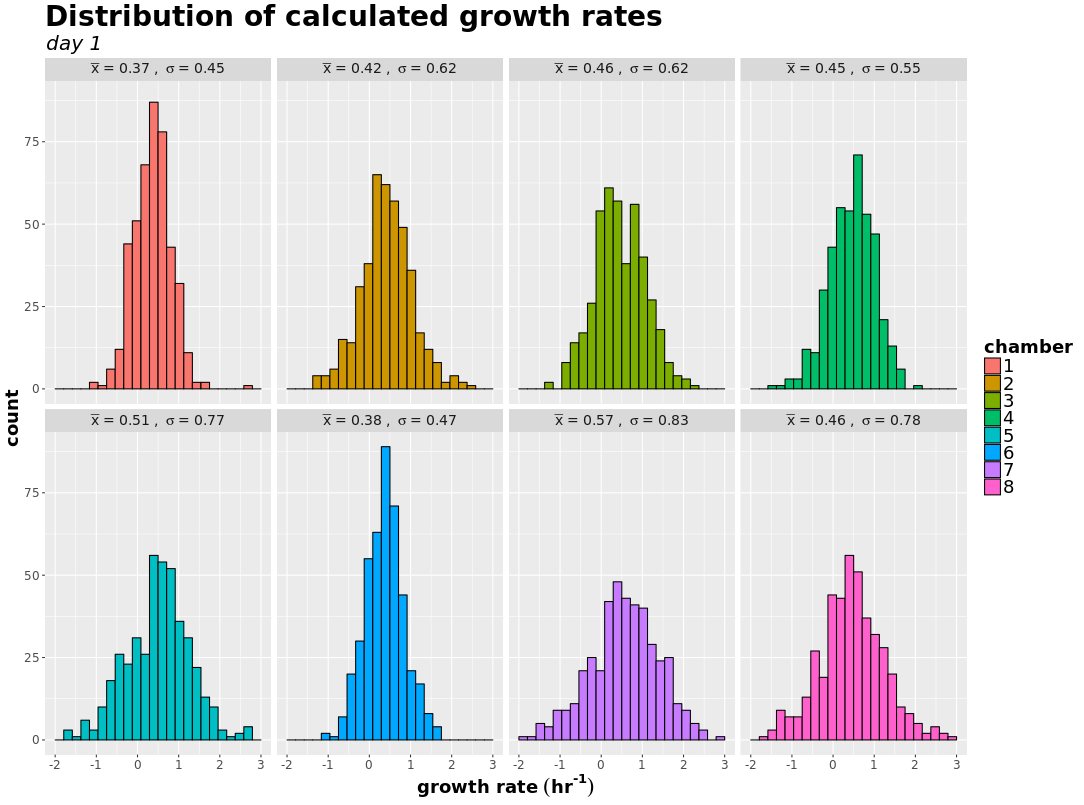 Distribution of calculated growth rates
day 1
x̅ = 0.37 , σ = 0.45
x̅ = 0.42 , σ = 0.62
x̅ = 0.46 , σ = 0.62
x̅ = 0.45 , σ = 0.55
75
50
25
0
count
x̅ = 0.51 , σ = 0.77
x̅ = 0.38 , σ = 0.47
x̅ = 0.57 , σ = 0.83
x̅ = 0.46 , σ = 0.78
75
50
25
0
-2 -1 0 1 2 3
-2 -1 0 1 2 3
-2 -1 0 1 2 3
-2 -1 0 1 2 3
growth rate (hr⁻¹)
chamber
1
2
3
4
5
6
7
8